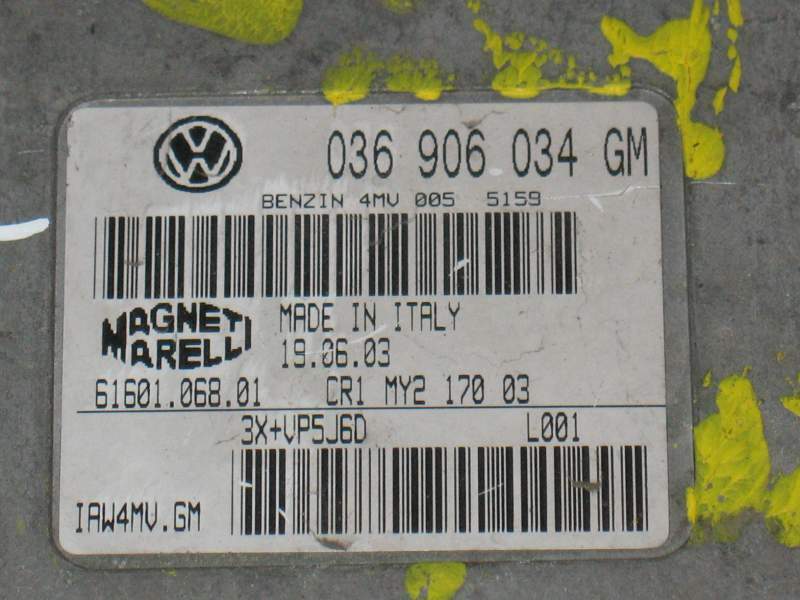 036 906 034 GM
BENZIN 4MV 005 5159
MAGNETI
MARELLI
MADE IN ITALY
19.06.03
61601.068.01 CR1 MY2 170 03
3X+VP5J6D L001
IAW4MV.GM